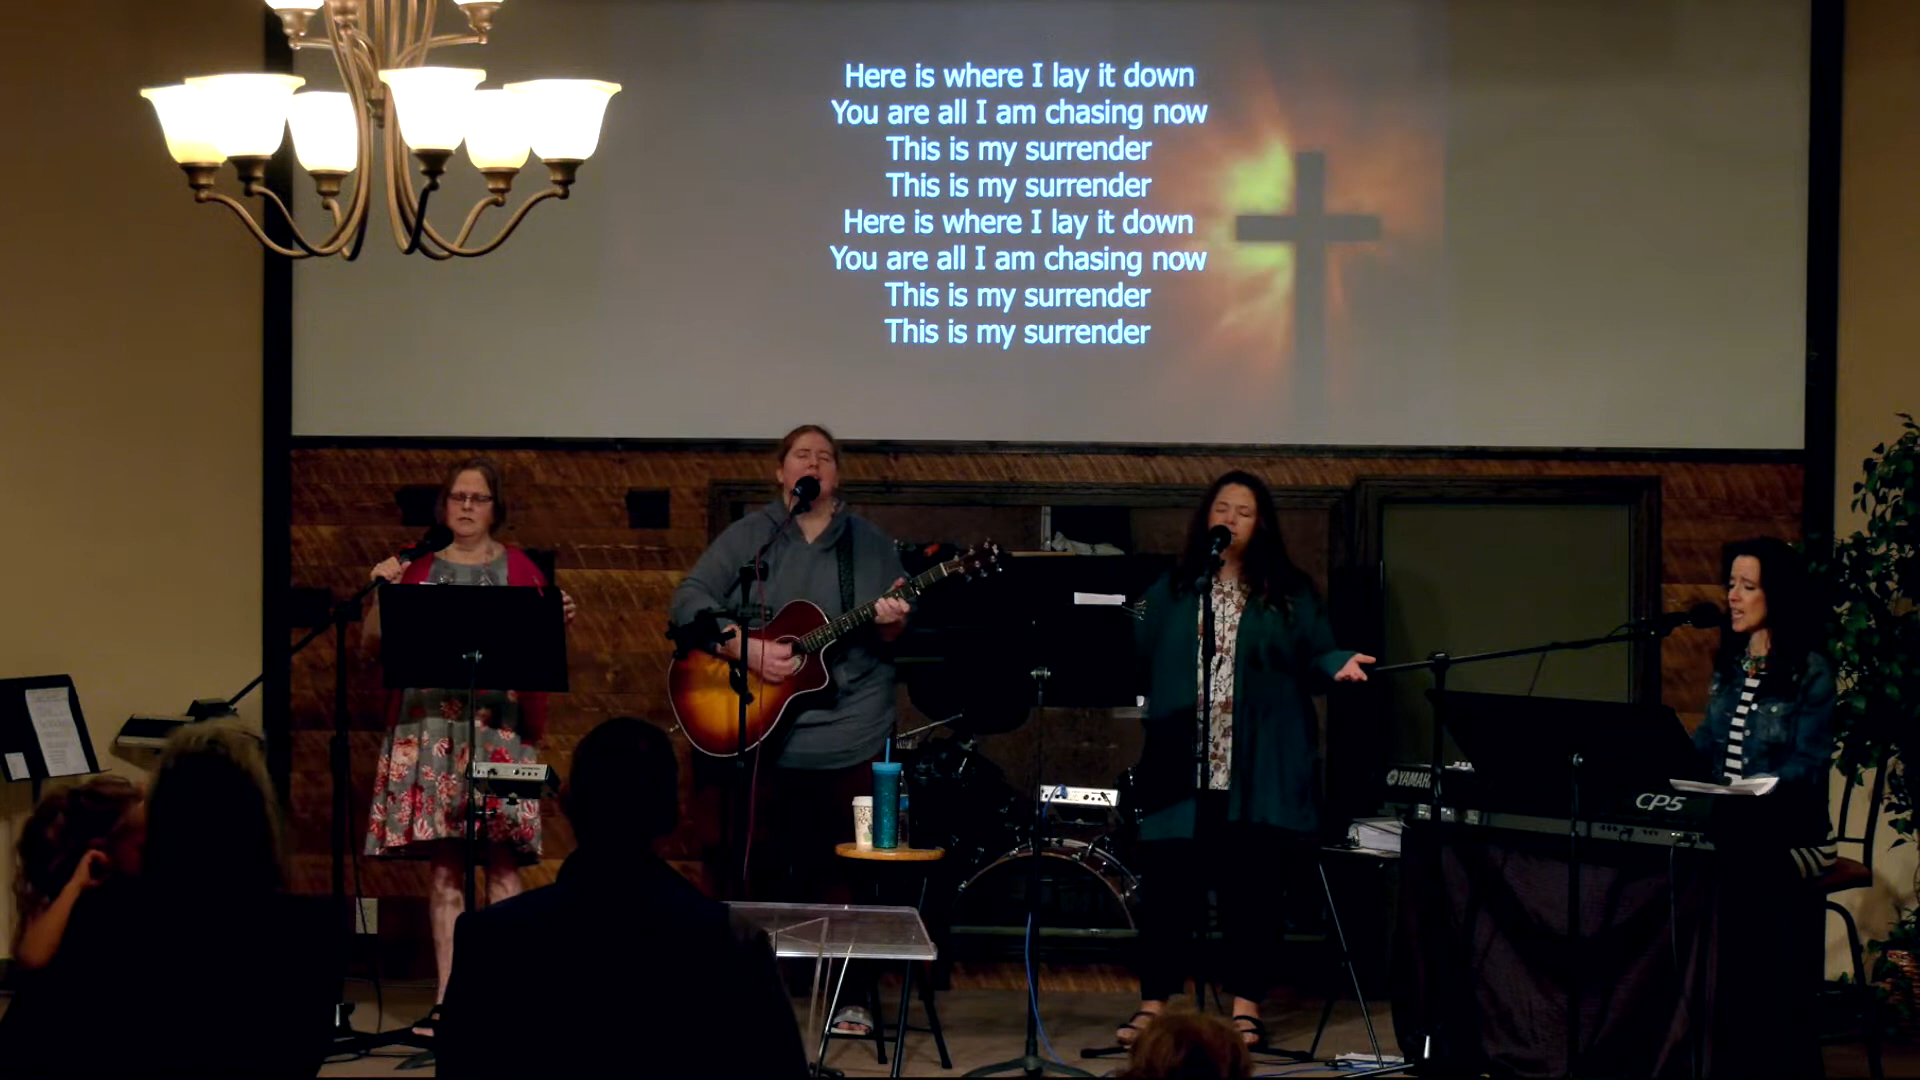 Here is where I lay it down
You are all I am chasing now
This is my surrender
This is my surrender
Here is where I lay it down
You are all I am chasing now
This is my surrender
This is my surrender
YAMAHA
CP5